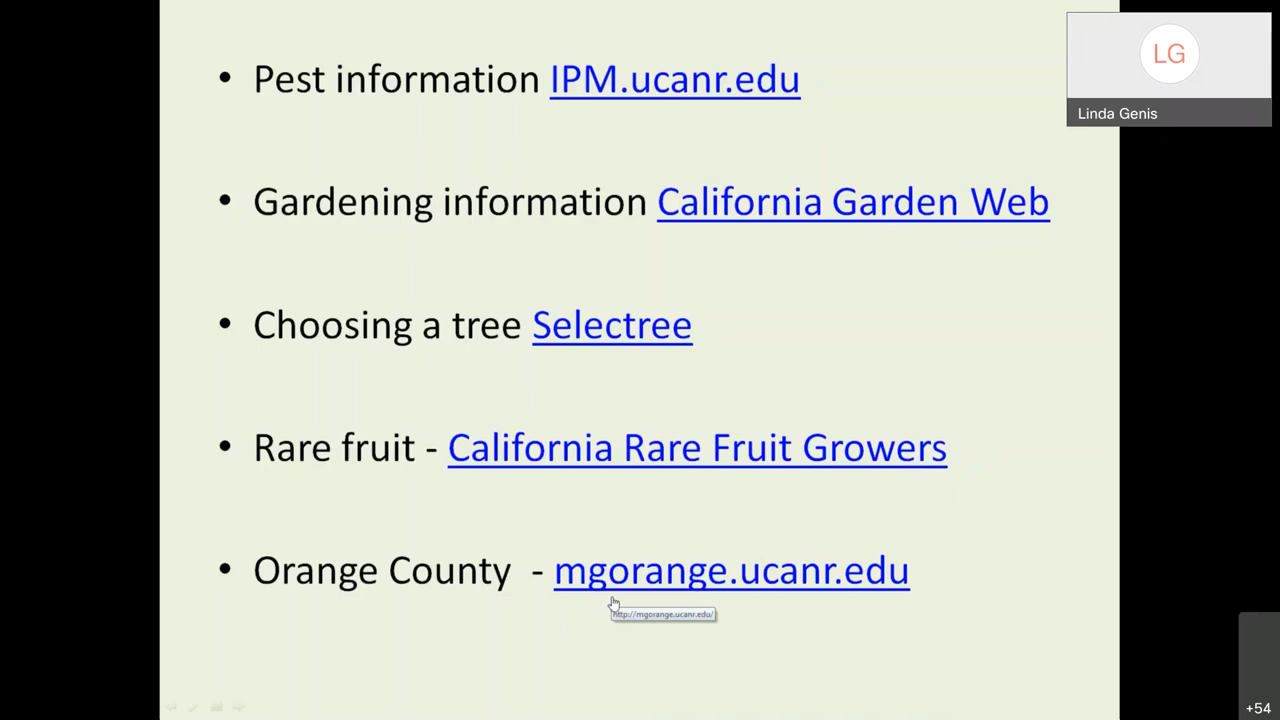 • Pest information IPM.ucanr.edu
LG
Linda Genis
• Gardening information California Garden Web
• Choosing a tree Selectree
• Rare fruit - California Rare Fruit Growers
• Orange County - mgorange.ucanr.edu
http://mgorange.ucanr.edu/
+54